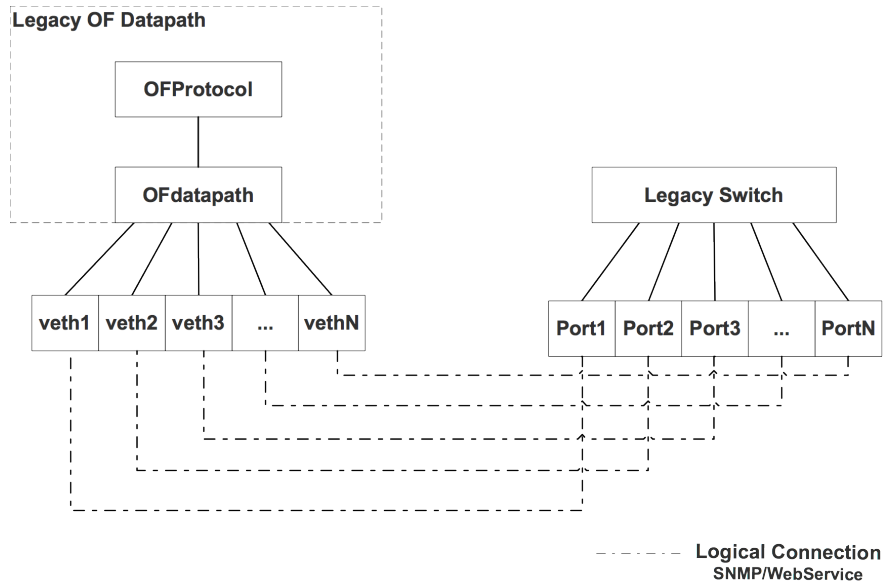 Legacy OF Datapath
OFProtocol
OFdatapath
Legacy Switch
veth1 veth2 veth3 ... vethN
Port1 Port2 Port3 ... PortN
Logical Connection
SNMP/WebService